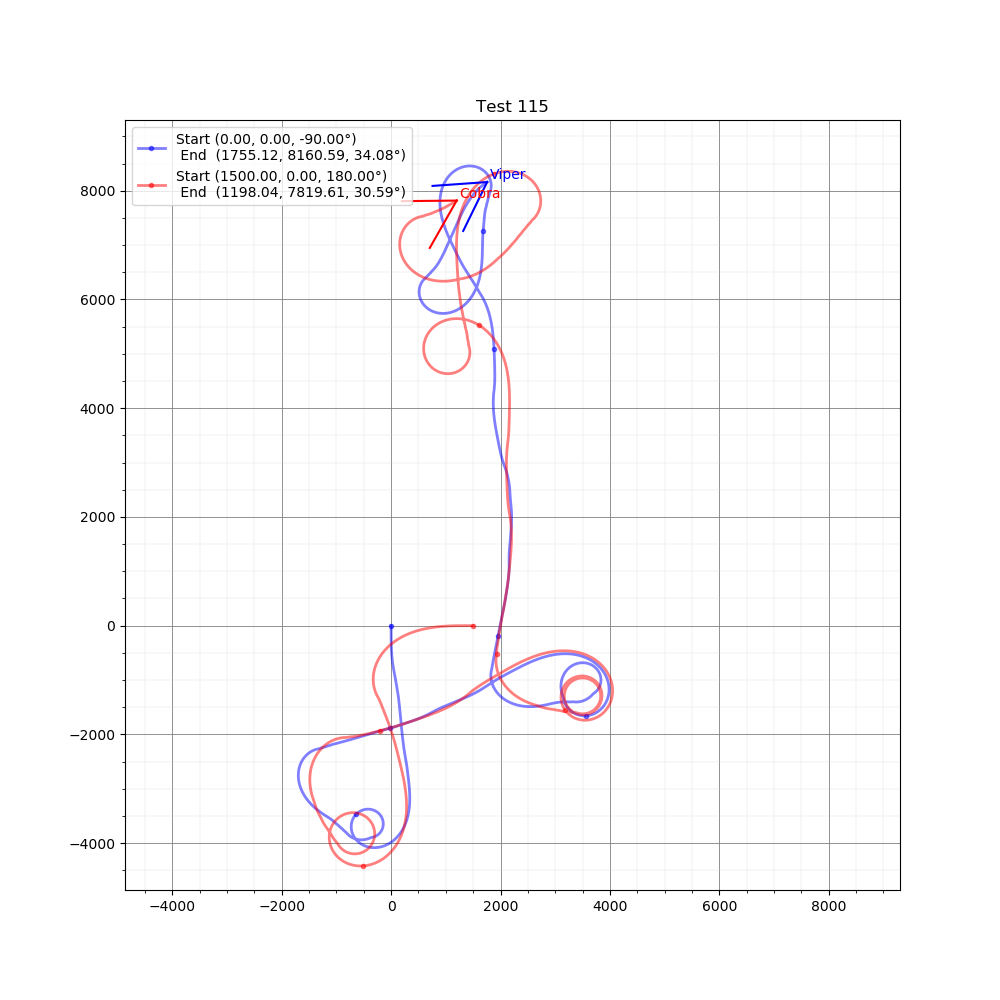 Test 115
Start (0.00, 0.00, -90.00°)
End  (1755.12, 8160.59, 34.08°)
Start (1500.00, 0.00, 180.00°)
End  (1198.04, 7819.61, 30.59°)
Viper
Cobra
8000
6000
4000
2000
0
−2000
−4000
−4000 −2000 0 2000 4000 6000 8000